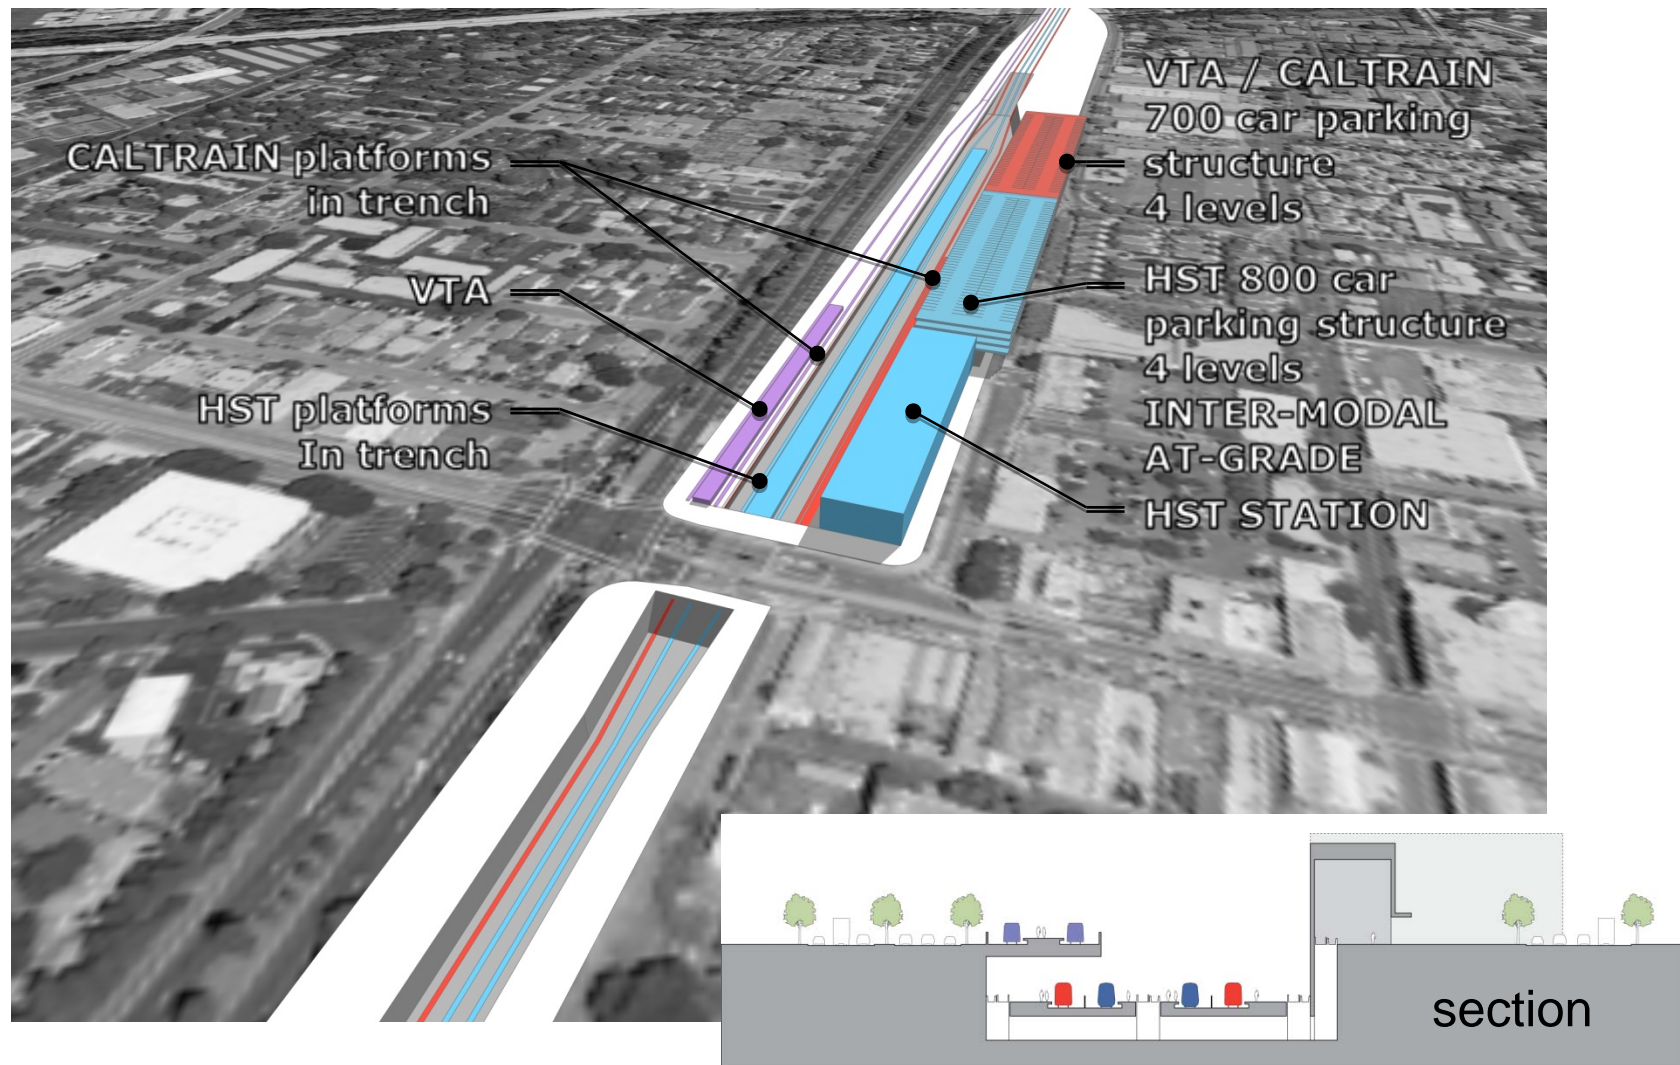 CALTRAIN platforms
in trench
VTA
HST platforms
In trench
VTA / CALTRAIN
700 car parking
structure
4 levels
HST 800 car
parking structure
4 levels
INTER-MODAL
AT-GRADE
HST STATION
section